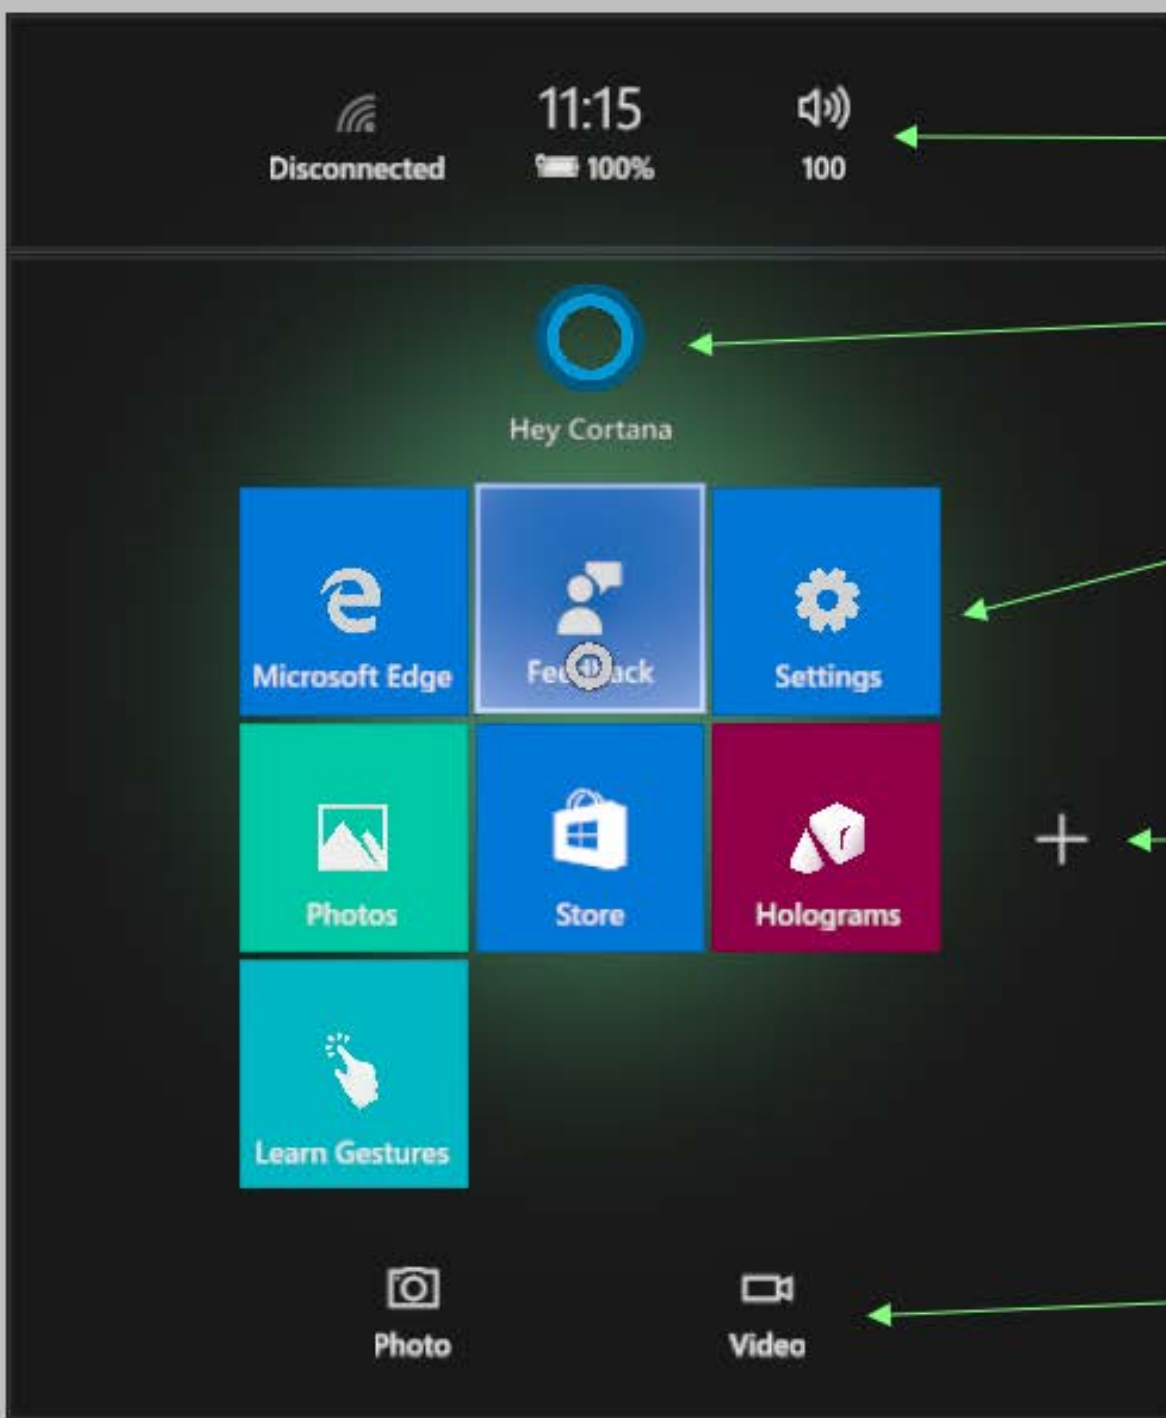 11:15
Disconnected 100% 100
Hey Cortana
Microsoft Edge Settings
Photos Store Holograms
Learn Gestures
Photo Video